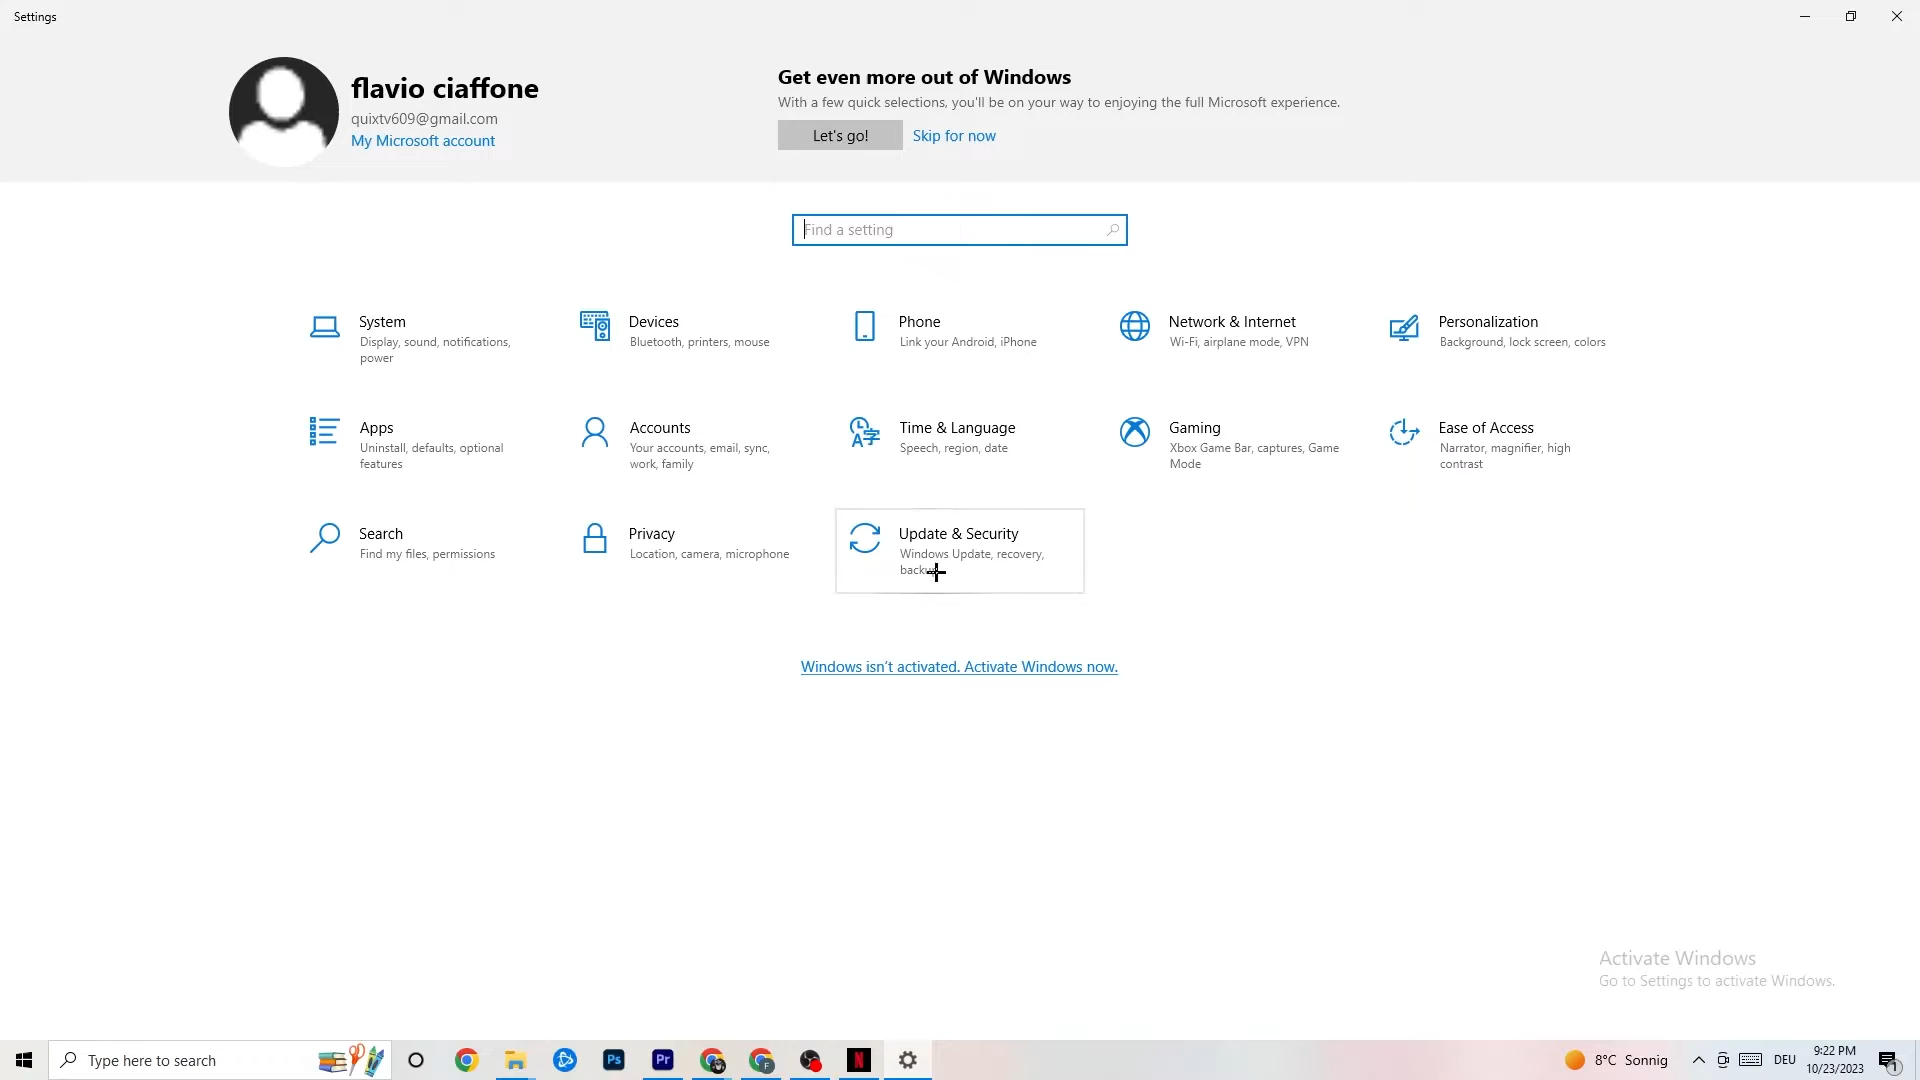 Settings
flavio ciaffone
quixtv609@gmail.com
My Microsoft account
Get even more out of Windows
With a few quick selections, you'll be on your way to enjoying the full Microsoft experience.
Let's go!
Skip for now
Find a setting
System
Display, sound, notifications,
power
Devices
Bluetooth, printers, mouse
Phone
Link your Android, iPhone
Network & Internet
Wi-Fi, airplane mode, VPN
Personalization
Background, lock screen, colors
Apps
Uninstall, defaults, optional
features
Accounts
Your accounts, email, sync,
work, family
Time & Language
Speech, region, date
Gaming
Xbox Game Bar, captures, Game
Mode
Ease of Access
Narrator, magnifier, high
contrast
Search
Find my files, permissions
Privacy
Location, camera, microphone
Update & Security
Windows Update, recovery,
backup
Windows isn't activated. Activate Windows now.
Activate Windows
Go to Settings to activate Windows.
Type here to search
Ps
Pr
F
N
8°C Sonnig
DEU
9:22 PM
10/23/2023
1